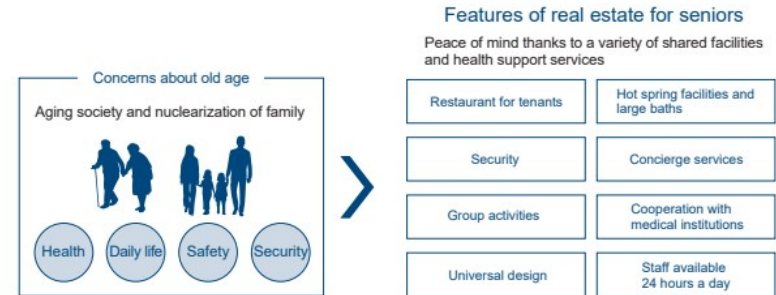 Features of real estate for seniors
Peace of mind thanks to a variety of shared facilities
and health support services
Concerns about old age
Aging society and nuclearization of family
Health
Daily life
Safety
Security
Restaurant for tenants
Hot spring facilities and
large baths
Security
Concierge services
Group activities
Cooperation with
medical institutions
Universal design
Staff available
24 hours a day